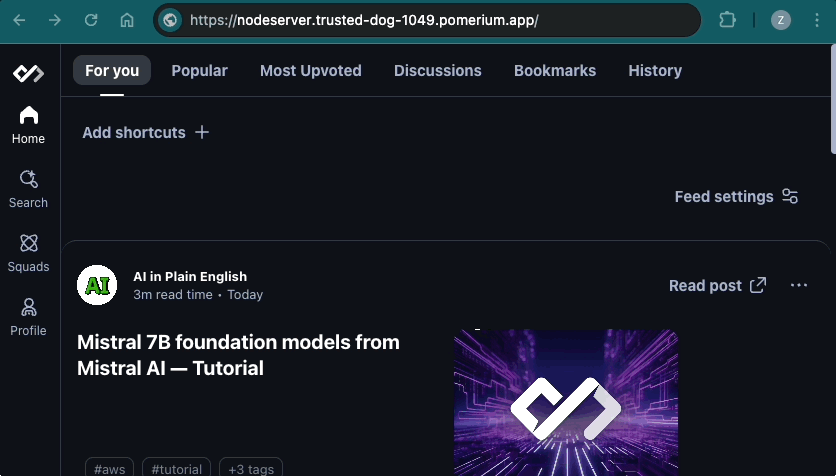 https://nodeserver.trusted-dog-1049.pomerium.app/
Z
For you Popular Most Upvoted Discussions Bookmarks History
Home
Search
Squads
Profile
Add shortcuts
Feed settings
AI
AI in Plain English
3m read time • Today
Read post
Mistral 7B foundation models from
Mistral AI — Tutorial
#aws #tutorial +3 tags